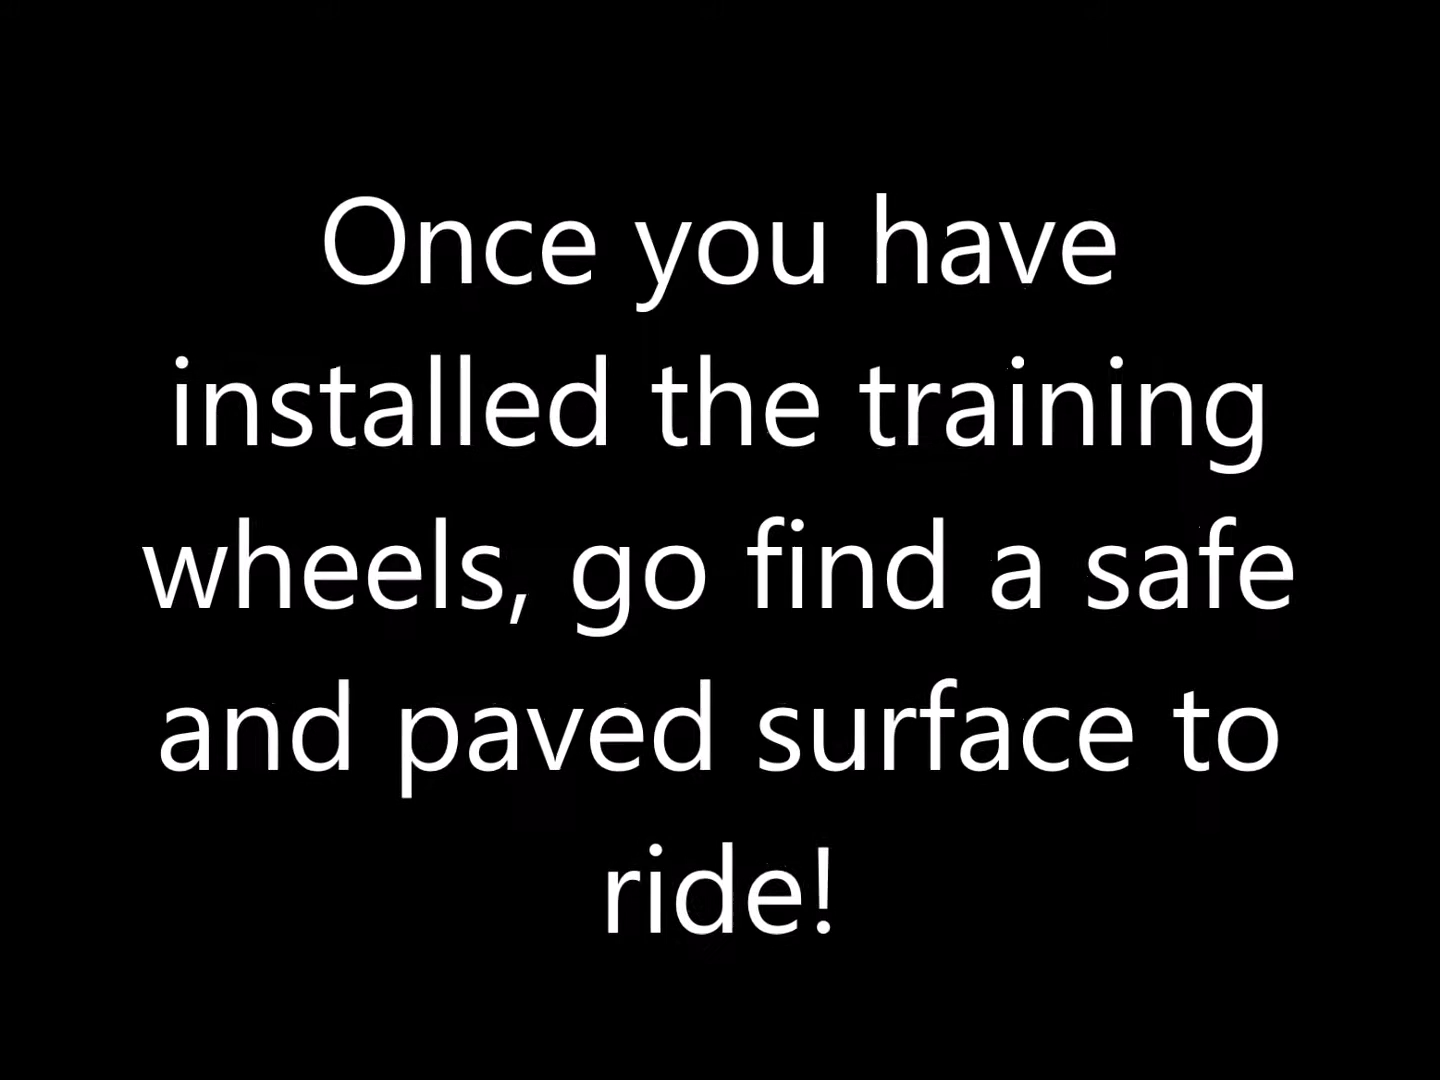 Once you have
installed the training
wheels, go find a safe
and paved surface to
ride!